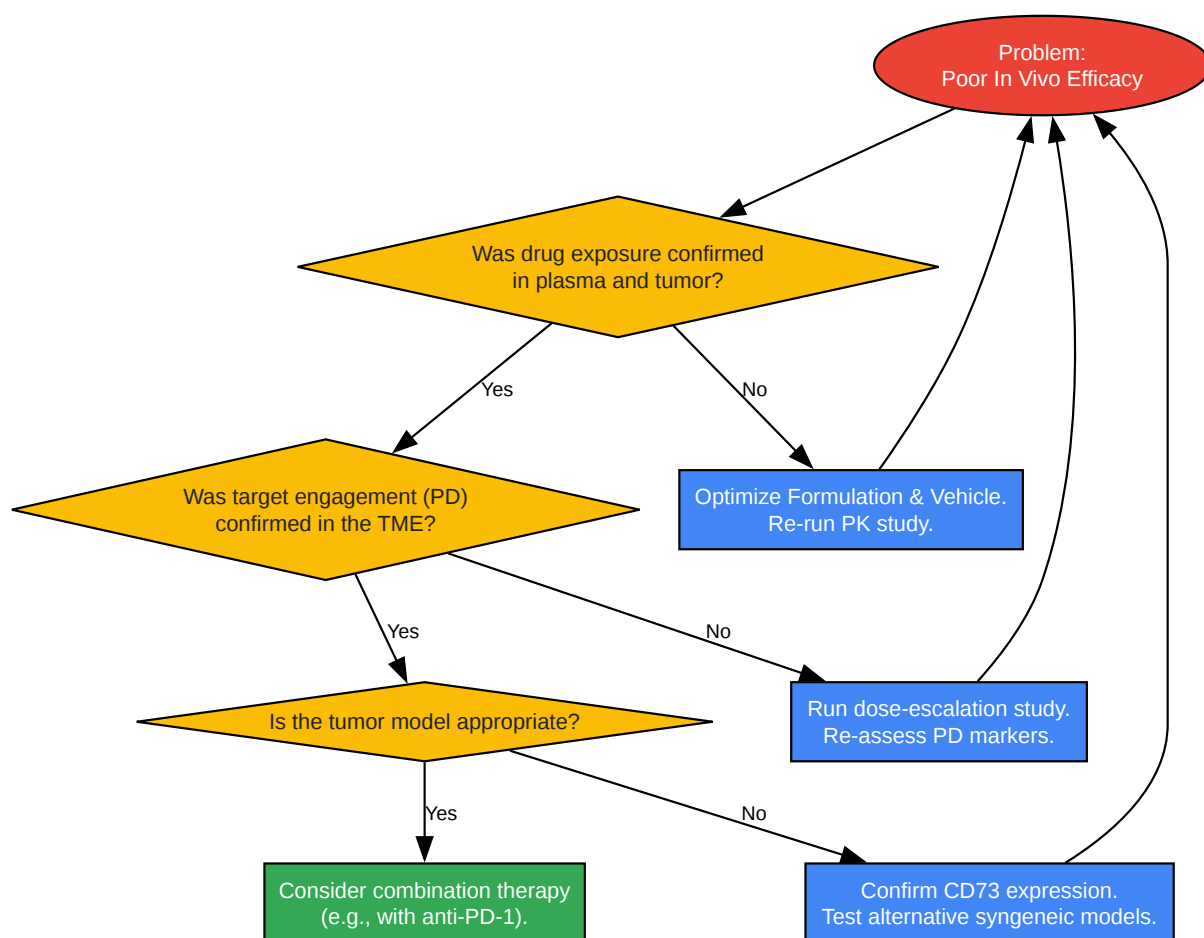 Problem:
Poor In Vivo Efficacy
Was drug exposure confirmed
in plasma and tumor?
Yes
No
Was target engagement (PD)
confirmed in the TME?
Optimize Formulation & Vehicle.
Re-run PK study.
Yes
No
Is the tumor model appropriate?
Run dose-escalation study.
Re-assess PD markers.
Yes
No
Consider combination therapy
(e.g., with anti-PD-1).
Confirm CD73 expression.
Test alternative syngeneic models.